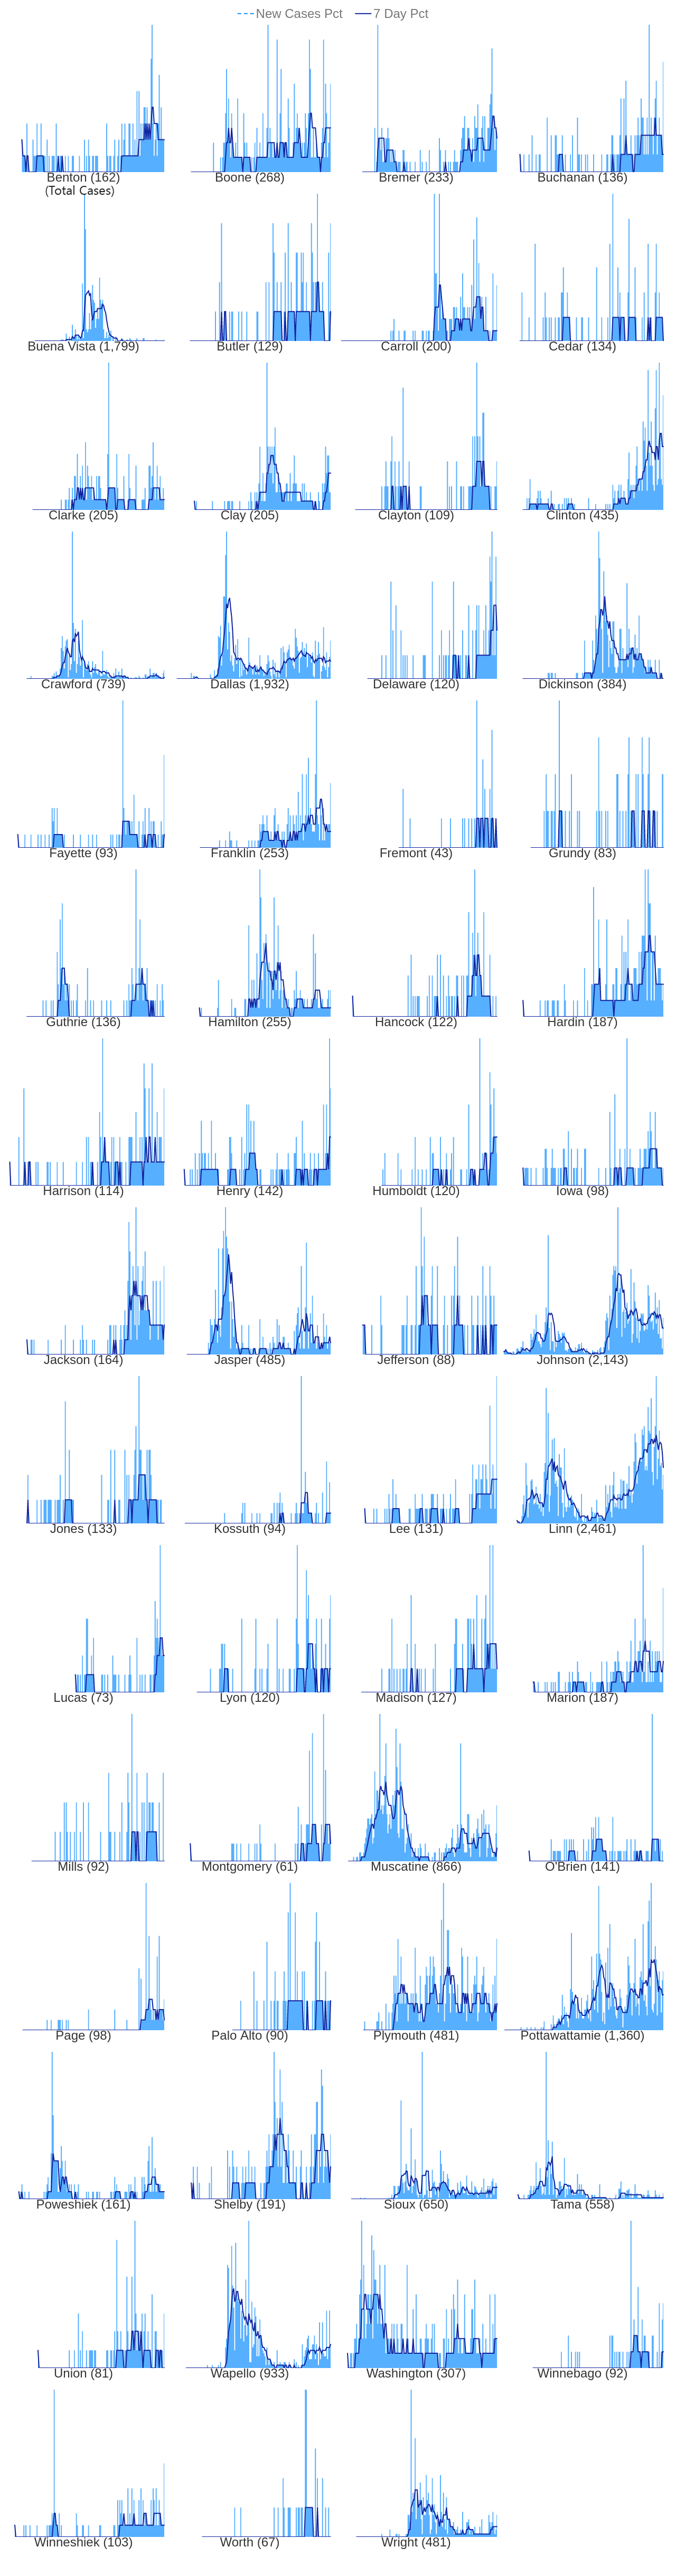 New Cases Pct 7 Day Pct
Benton (162) Boone (268) Bremer (233) Buchanan (136)
(Total Cases)
Buena Vista (1,799) Butler (129) Carroll (200) Cedar (134)
Clarke (205) Clay (205) Clayton (109) Clinton (435)
Crawford (739) Dallas (1,932) Delaware (120) Dickinson (384)
Fayette (93) Franklin (253) Fremont (43) Grundy (83)
Guthrie (136) Hamilton (255) Hancock (122) Hardin (187)
Harrison (114) Henry (142) Humboldt (120) Iowa (98)
Jackson (164) Jasper (485) Jefferson (88) Johnson (2,143)
Jones (133) Kossuth (94) Lee (131) Linn (2,461)
Lucas (73) Lyon (120) Madison (127) Marion (187)
Mills (92) Montgomery (61) Muscatine (866) O'Brien (141)
Page (98) Palo Alto (90) Plymouth (481) Pottawattamie (1,360)
Poweshiek (161) Shelby (191) Sioux (650) Tama (558)
Union (81) Wapello (933) Washington (307) Winnebago (92)
Winneshiek (103) Worth (67) Wright (481)